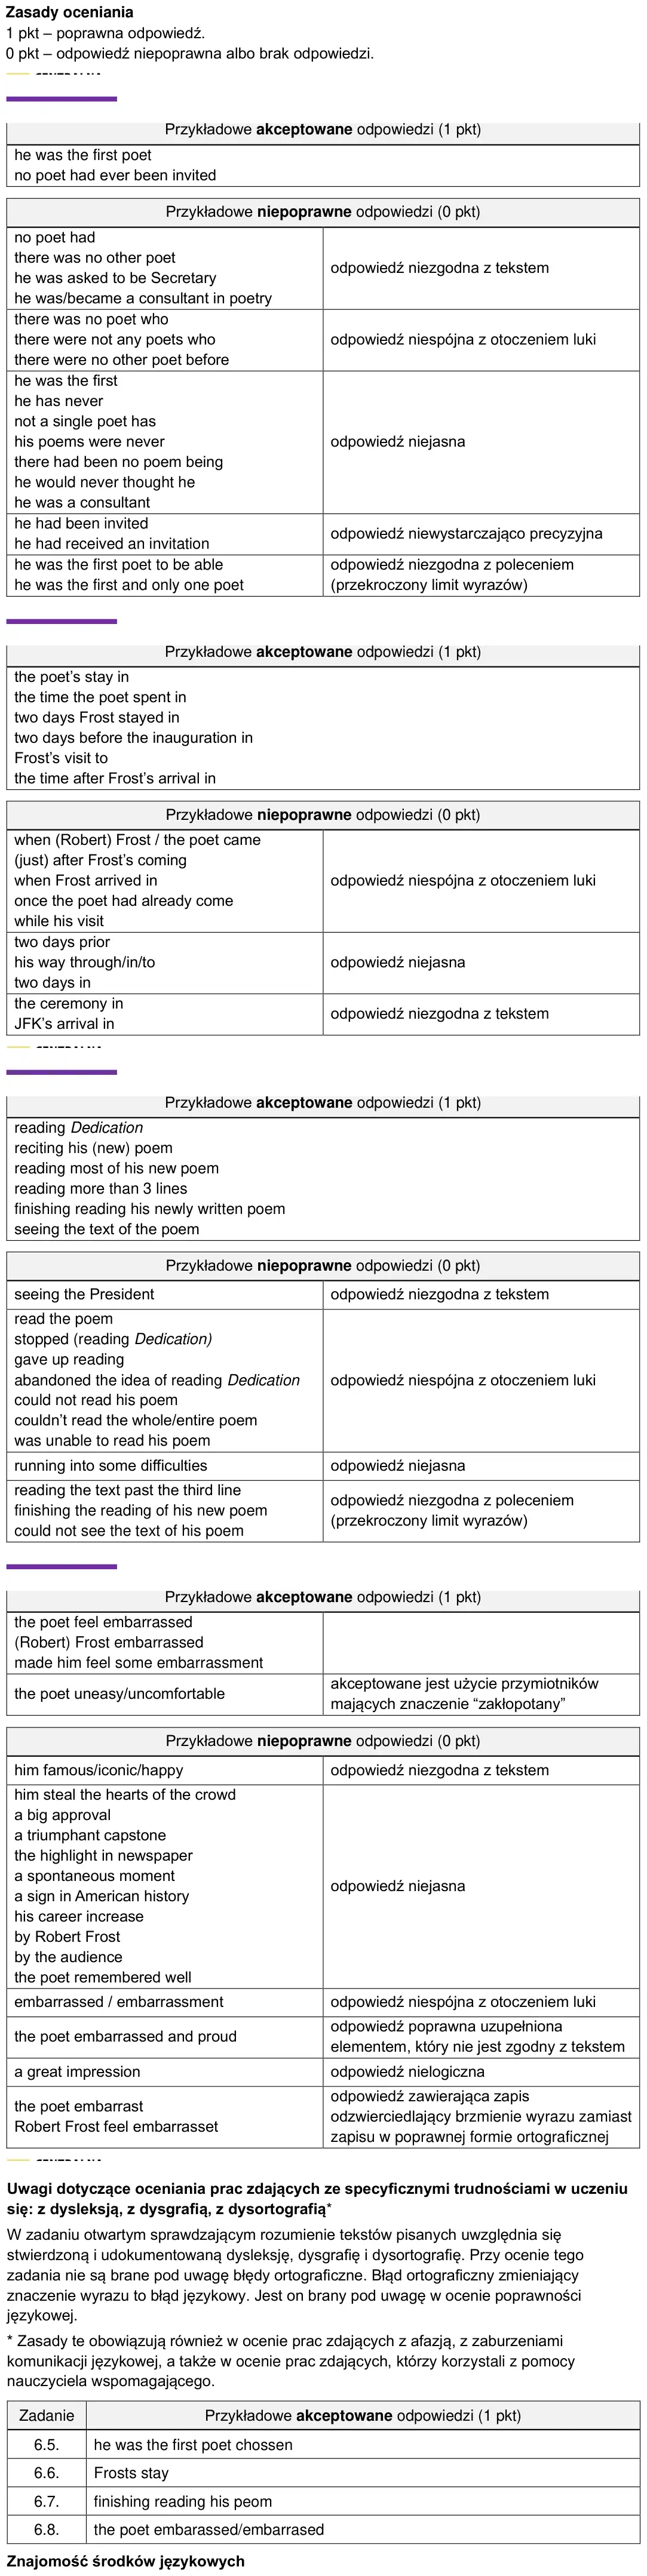 Zasady oceniania
1 pkt – poprawna odpowiedź.
0 pkt – odpowiedź niepoprawna albo brak odpowiedzi.
Przykładowe akceptowane odpowiedzi (1 pkt)
he was the first poet
no poet had ever been invited
Przykładowe niepoprawne odpowiedzi (0 pkt)
no poet had
there was no other poet
he was asked to be Secretary
he was/became a consultant in poetry
odpowiedź niezgodna z tekstem
there was no poet who
there were not any poets who
there were no other poet before
odpowiedź niespójna z otoczeniem luki
he was the first
he has never
not a single poet has
his poems were never
there had been no poem being
he would never thought he
he was a consultant
odpowiedź niejasna
he had been invited
he had received an invitation
odpowiedź niewystarczająco precyzyjna
he was the first poet to be able
he was the first and only one poet
odpowiedź niezgodna z poleceniem
(przekroczony limit wyrazów)
Przykładowe akceptowane odpowiedzi (1 pkt)
the poet's stay in
the time the poet spent in
two days Frost stayed in
two days before the inauguration in
Frost's visit to
the time after Frost's arrival in
Przykładowe niepoprawne odpowiedzi (0 pkt)
when (Robert) Frost / the poet came
(just) after Frost's coming
when Frost arrived in
once the poet had already come
while his visit
odpowiedź niespójna z otoczeniem luki
two days prior
his way through/in/to
two days in
odpowiedź niejasna
the ceremony in
JFK's arrival in
odpowiedź niezgodna z tekstem
Przykładowe akceptowane odpowiedzi (1 pkt)
reading Dedication
reciting his (new) poem
reading most of his new poem
reading more than 3 lines
finishing reading his newly written poem
seeing the text of the poem
Przykładowe niepoprawne odpowiedzi (0 pkt)
seeing the President
odpowiedź niezgodna z tekstem
read the poem
stopped (reading Dedication)
gave up reading
abandoned the idea of reading Dedication
could not read his poem
couldn't read the whole/entire poem
was unable to read his poem
odpowiedź niespójna z otoczeniem luki
running into some difficulties
odpowiedź niejasna
reading the text past the third line
finishing the reading of his new poem
could not see the text of his poem
odpowiedź niezgodna z poleceniem
(przekroczony limit wyrazów)
Przykładowe akceptowane odpowiedzi (1 pkt)
the poet feel embarrassed
(Robert) Frost embarrassed
made him feel some embarrassment
the poet uneasy/uncomfortable
akceptowane jest użycie przymiotników
mających znaczenie “zakłopotany”
Przykładowe niepoprawne odpowiedzi (0 pkt)
him famous/iconic/happy
odpowiedź niezgodna z tekstem
him steal the hearts of the crowd
a big approval
a triumphant capstone
the highlight in newspaper
a spontaneous moment
a sign in American history
his career increase
by Robert Frost
by the audience
the poet remembered well
odpowiedź niejasna
embarrassed / embarrassment
odpowiedź niespójna z otoczeniem luki
the poet embarrassed and proud
odpowiedź poprawna uzupełniona
elementem, który nie jest zgodny z tekstem
a great impression
odpowiedź nielogiczna
the poet embarrast
Robert Frost feel embarrasset
odpowiedź zawierająca zapis
odzwierciedlający brzmienie wyrazu zamiast
zapisu w poprawnej formie ortograficznej
Uwagi dotyczące oceniania prac zdających ze specyficznymi trudnościami w uczeniu
się: z dysleksją, z dysgrafią, z dysortografią*
W zadaniu otwartym sprawdzającym rozumienie tekstów pisanych uwzględnia się
stwierdzoną i udokumentowaną dysleksję, dysgrafię i dysortografię. Przy ocenie tego
zadania nie są brane pod uwagę błędy ortograficzne. Błąd ortograficzny zmieniający
znaczenie wyrazu to błąd językowy. Jest on brany pod uwagę w ocenie poprawności
językowej.
* Zasady te obowiązują również w ocenie prac zdających z afazją, z zaburzeniami
komunikacji językowej, a także w ocenie prac zdających, którzy korzystali z pomocy
nauczyciela wspomagającego.
Zadanie Przykładowe akceptowane odpowiedzi (1 pkt)
6.5. he was the first poet chossen
6.6. Frosts stay
6.7. finishing reading his peom
6.8. the poet embarassed/embrrased
Znajomość środków językowych